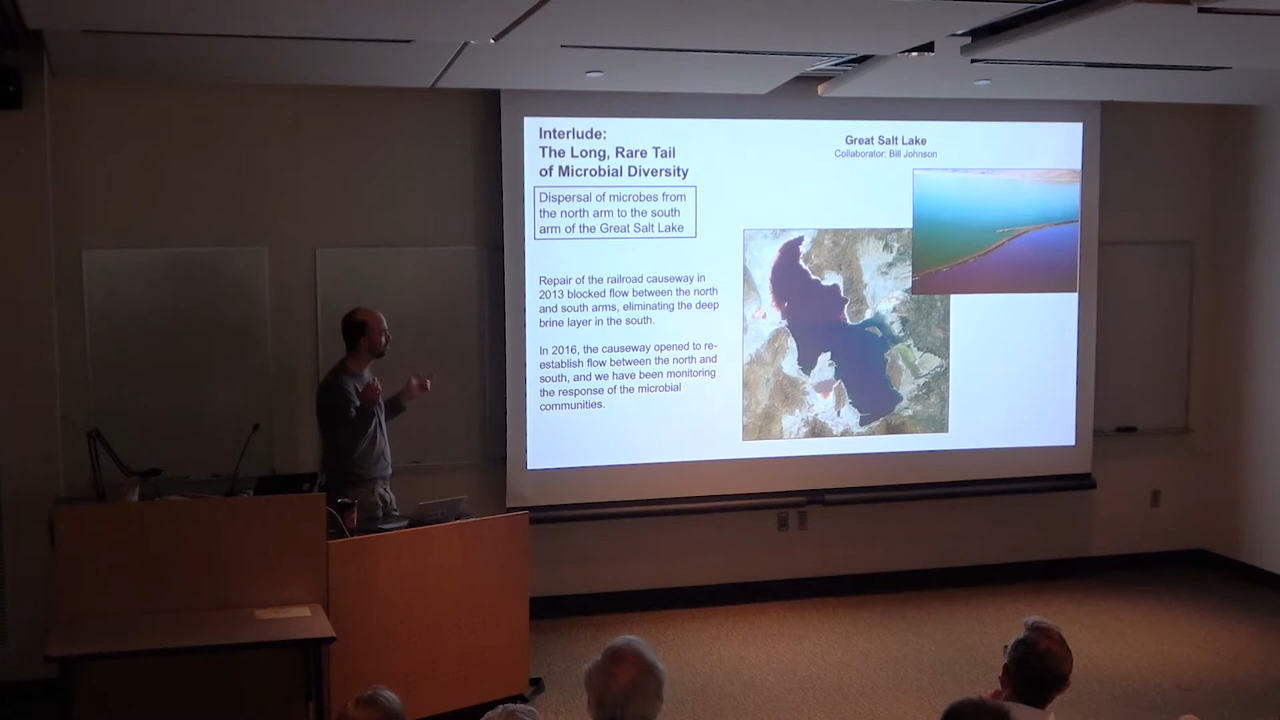 Interlude:
The Long, Rare Tail
of Microbial Diversity
Dispersal of microbes from
the north arm to the south
arm of the Great Salt Lake
Repair of the railroad causeway in
2013 blocked flow between the north
and south arms, eliminating the deep
brine layer in the south.
In 2016, the causeway opened to re-
establish flow between the north and
south, and we have been monitoring
the response of the microbial
communities.
Great Salt Lake
Collaborator: Bill Johnson